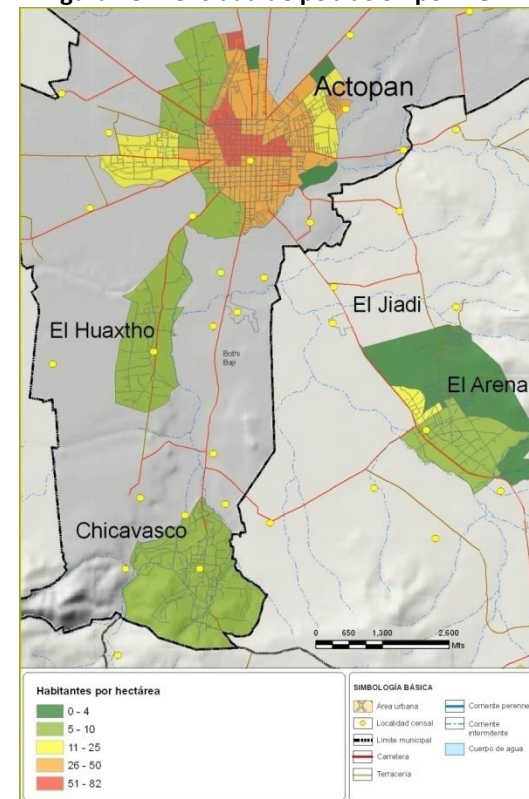 Actopan
El Jiadi
El Huaxtho
Bothi
Baji
El Arena
Chicavasco
0 650 1,300 2,600
Mts
Habitantes por hectárea
0 - 4
5 - 10
11 - 25
26 - 50
51 - 82
SIMBOLOGÍA BÁSICA
Área urbana
Localidad censal
Límite municipal
Carretera
Terracería
Corriente perenne
Corriente
intermitente
Cuerpo de agua